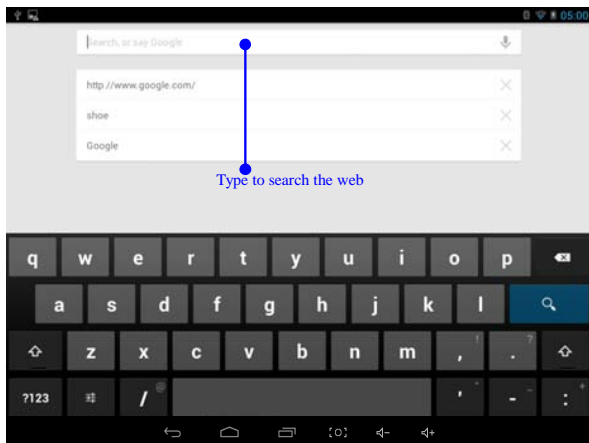 05:00
Search, or say Google
http://www.google.com/
shoe
Google
Type to search the web
q w e r t y u i o p
a s d f g h j k l
! ?
z x c v b n m , .
@ " _ +
?123 / ' - :